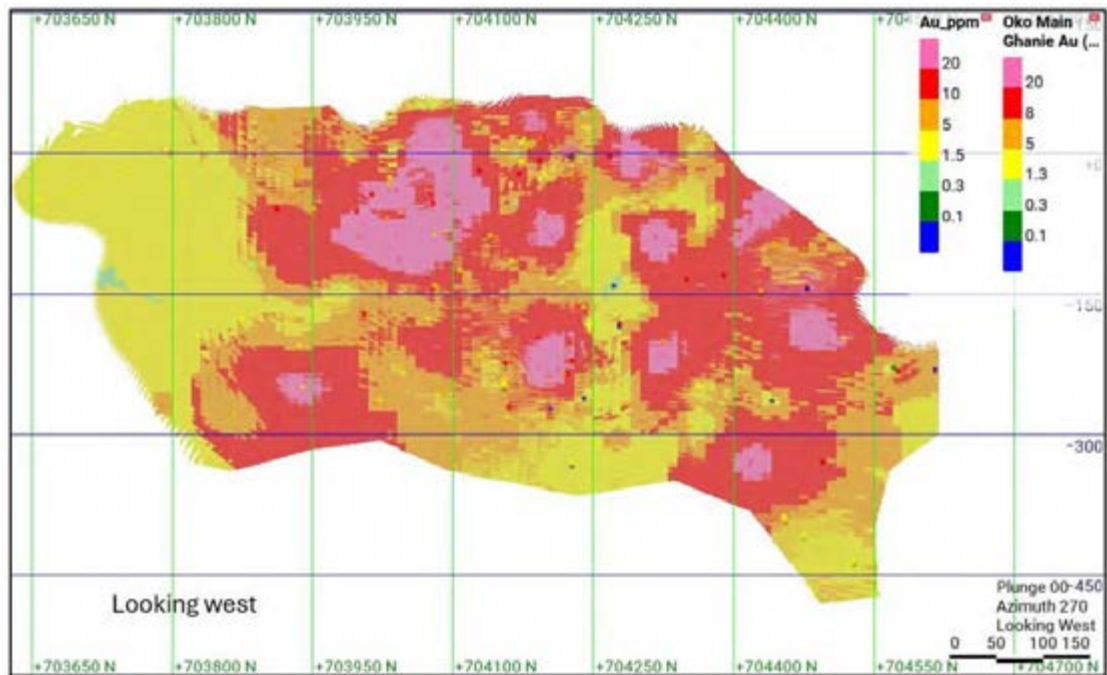 +703650 N +703800 N +703950 N +704100 N +704250 N +704400 N
Au_ppm
20
10
5
1.5
0.3
0.1
Oko Main
Ghanie Au (...
20
8
5
1.3
0.3
0.1
+0
-150
-300
-450
Looking west
Plunge 00
Azimuth 270
Looking West
0 50 100 150
+703650 N +703800 N +703950 N +704100 N +704250 N +704400 N +704550 N +704700 N